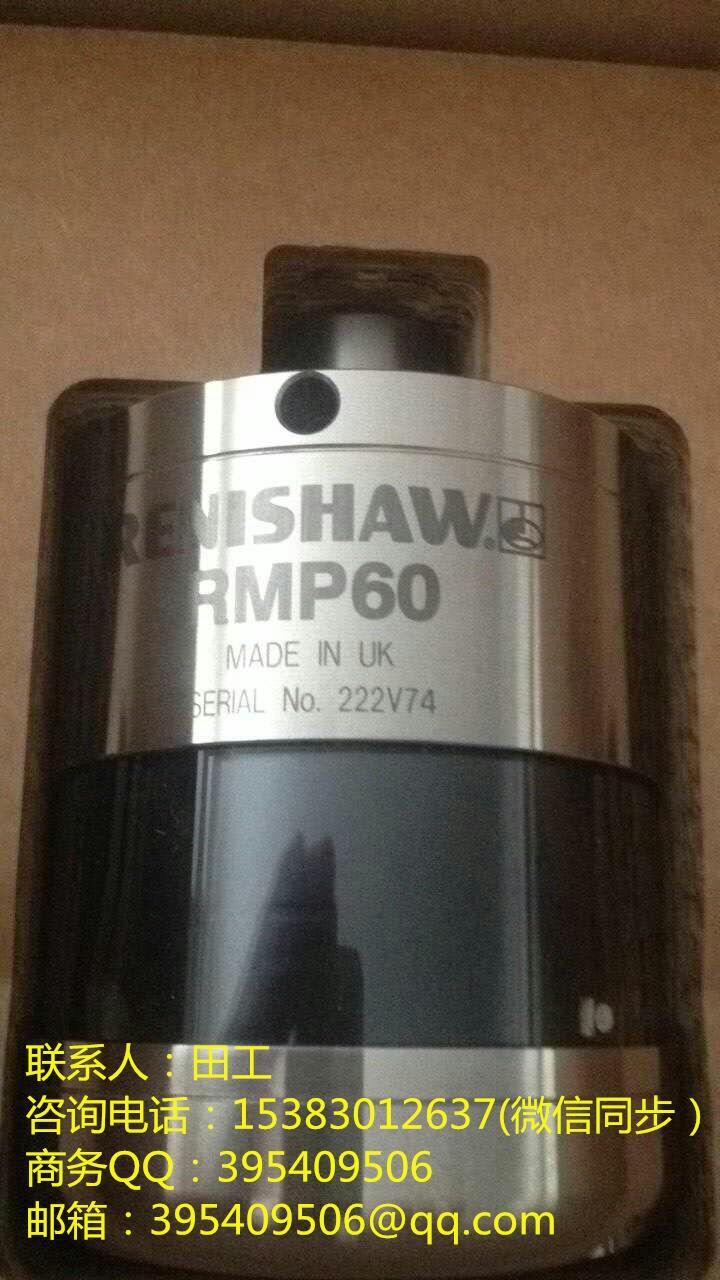 RENISHAW.
RMP60
MADE IN UK
SERIAL No. 222V74
联系人：田工
咨询电话：15383012637(微信同步）
商务QQ：395409506
邮箱：395409506@qq.com